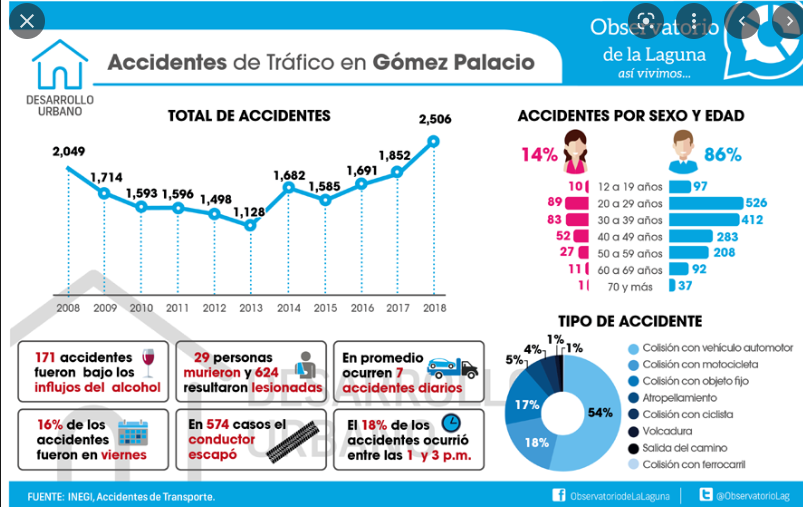 Accidentes de Tráfico en Gómez Palacio
Observatorio
de la Laguna
así vivimos...
DESARROLLO
URBANO
TOTAL DE ACCIDENTES
2,049
1,714
1,593
1,596
1,498
1,128
1,682
1,585
1,691
1,852
2,506
2008 2009 2010 2011 2012 2013 2014 2015 2016 2017 2018
ACCIDENTES POR SEXO Y EDAD
14% 86%
10 12 a 19 años 97
89 20 a 29 años 526
83 30 a 39 años 412
52 40 a 49 años 283
27 50 a 59 años 208
11 60 a 69 años 92
1 70 y más 37
171 accidentes
fueron bajo los
influjos del alcohol
29 personas
murieron y 624
resultaron lesionadas
En promedio
ocurren 7
accidentes diarios
16% de los
accidentes
fueron en viernes
En 574 casos el
conductor
escapó
El 18% de los
accidentes ocurrió
entre las 1 y 3 p.m.
DESARROLLO
URBANO
TIPO DE ACCIDENTE
54%
18%
17%
5%
4%
1%
1%
Colisión con vehículo automotor
Colisión con motocicleta
Colisión con objeto fijo
Atropellamiento
Colisión con ciclista
Volcadura
Salida del camino
Colisión con ferrocarril
FUENTE: INEGI, Accidentes de Transporte.
ObservatoriodeLaLaguna
@ObservatorioLag